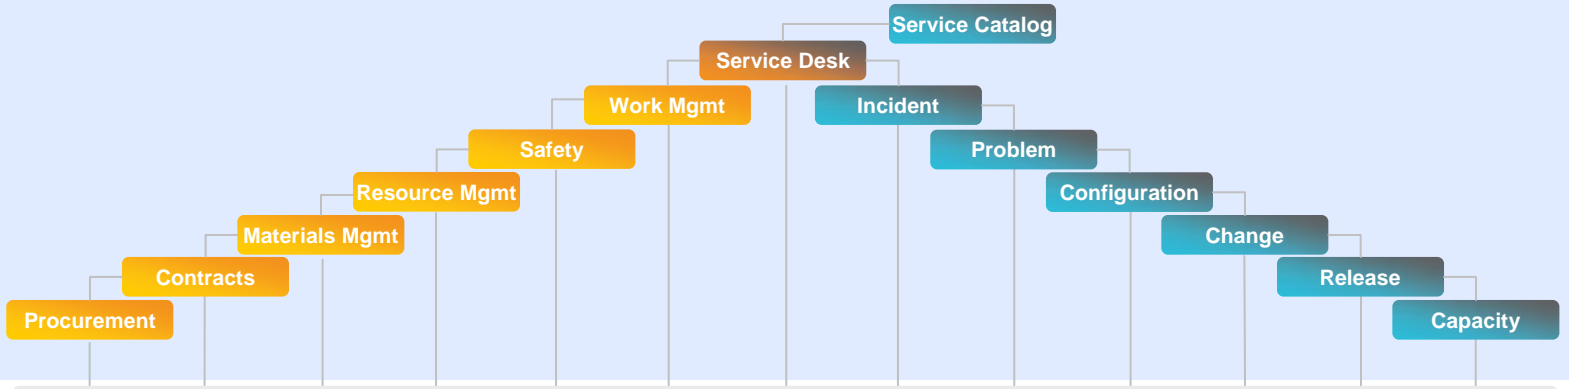 Service Catalog
Service Desk
Work Mgmt
Incident
Safety
Problem
Resource Mgmt
Configuration
Materials Mgmt
Change
Contracts
Release
Procurement
Capacity